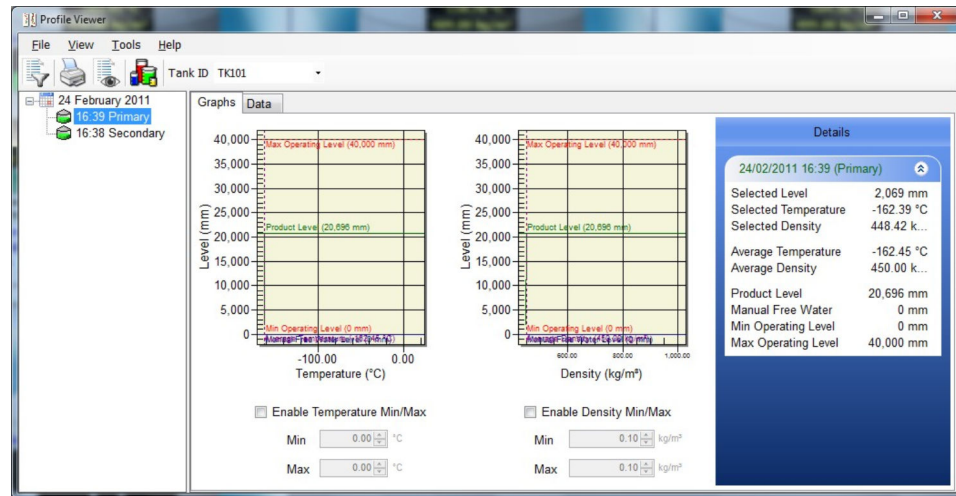 Profile Viewer
File View Tools Help
Tank ID TK101
24 February 2011
16:39 Primary
16:38 Secondary
Graphs Data
40,000
35,000
30,000
25,000
20,000
15,000
10,000
5,000
0
Level (mm)
Max Operating Level (40,000 mm)
Product Level (20,696 mm)
Min Operating Level (0 mm)
-100.00 0.00
Temperature (°C)
Enable Temperature Min/Max
Min 0.00 °C
Max 0.00 °C
40,000
35,000
30,000
25,000
20,000
15,000
10,000
5,000
0
Level (mm)
Max Operating Level (40,000 mm)
Product Level (20,696 mm)
Min Operating Level (0 mm)
600.00 800.00 1,000.00
Density (kg/m³)
Enable Density Min/Max
Min 0.10 kg/m³
Max 0.10 kg/m³
Details
24/02/2011 16:39 (Primary)
Selected Level 2,069 mm
Selected Temperature -162.39 °C
Selected Density 448.42 k...
Average Temperature -162.45 °C
Average Density 450.00 k...
Product Level 20,696 mm
Manual Free Water 0 mm
Min Operating Level 0 mm
Max Operating Level 40,000 mm